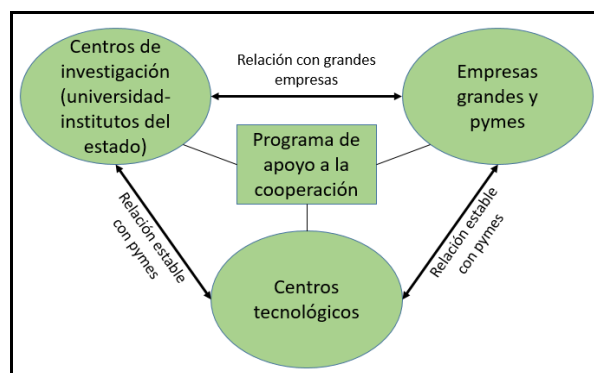 Centros de
investigación
(universidad-
institutos del
estado)
Relación con grandes
empresas
Empresas
grandes y
pymes
Programa de
apoyo a la
cooperación
Relación estable
con pymes
Relación estable
con pymes
Centros
tecnológicos